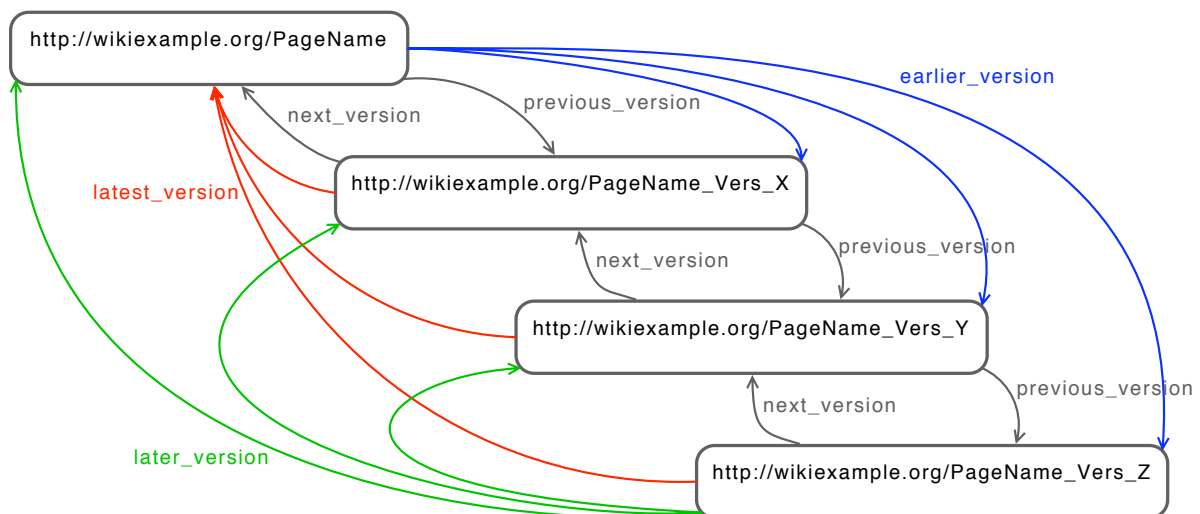 http://wikiexample.org/PageName
earlier_version
previous_version
next_version
http://wikiexample.org/PageName_Vers_X
latest_version
previous_version
next_version
http://wikiexample.org/PageName_Vers_Y
previous_version
next_version
later_version
http://wikiexample.org/PageName_Vers_Z